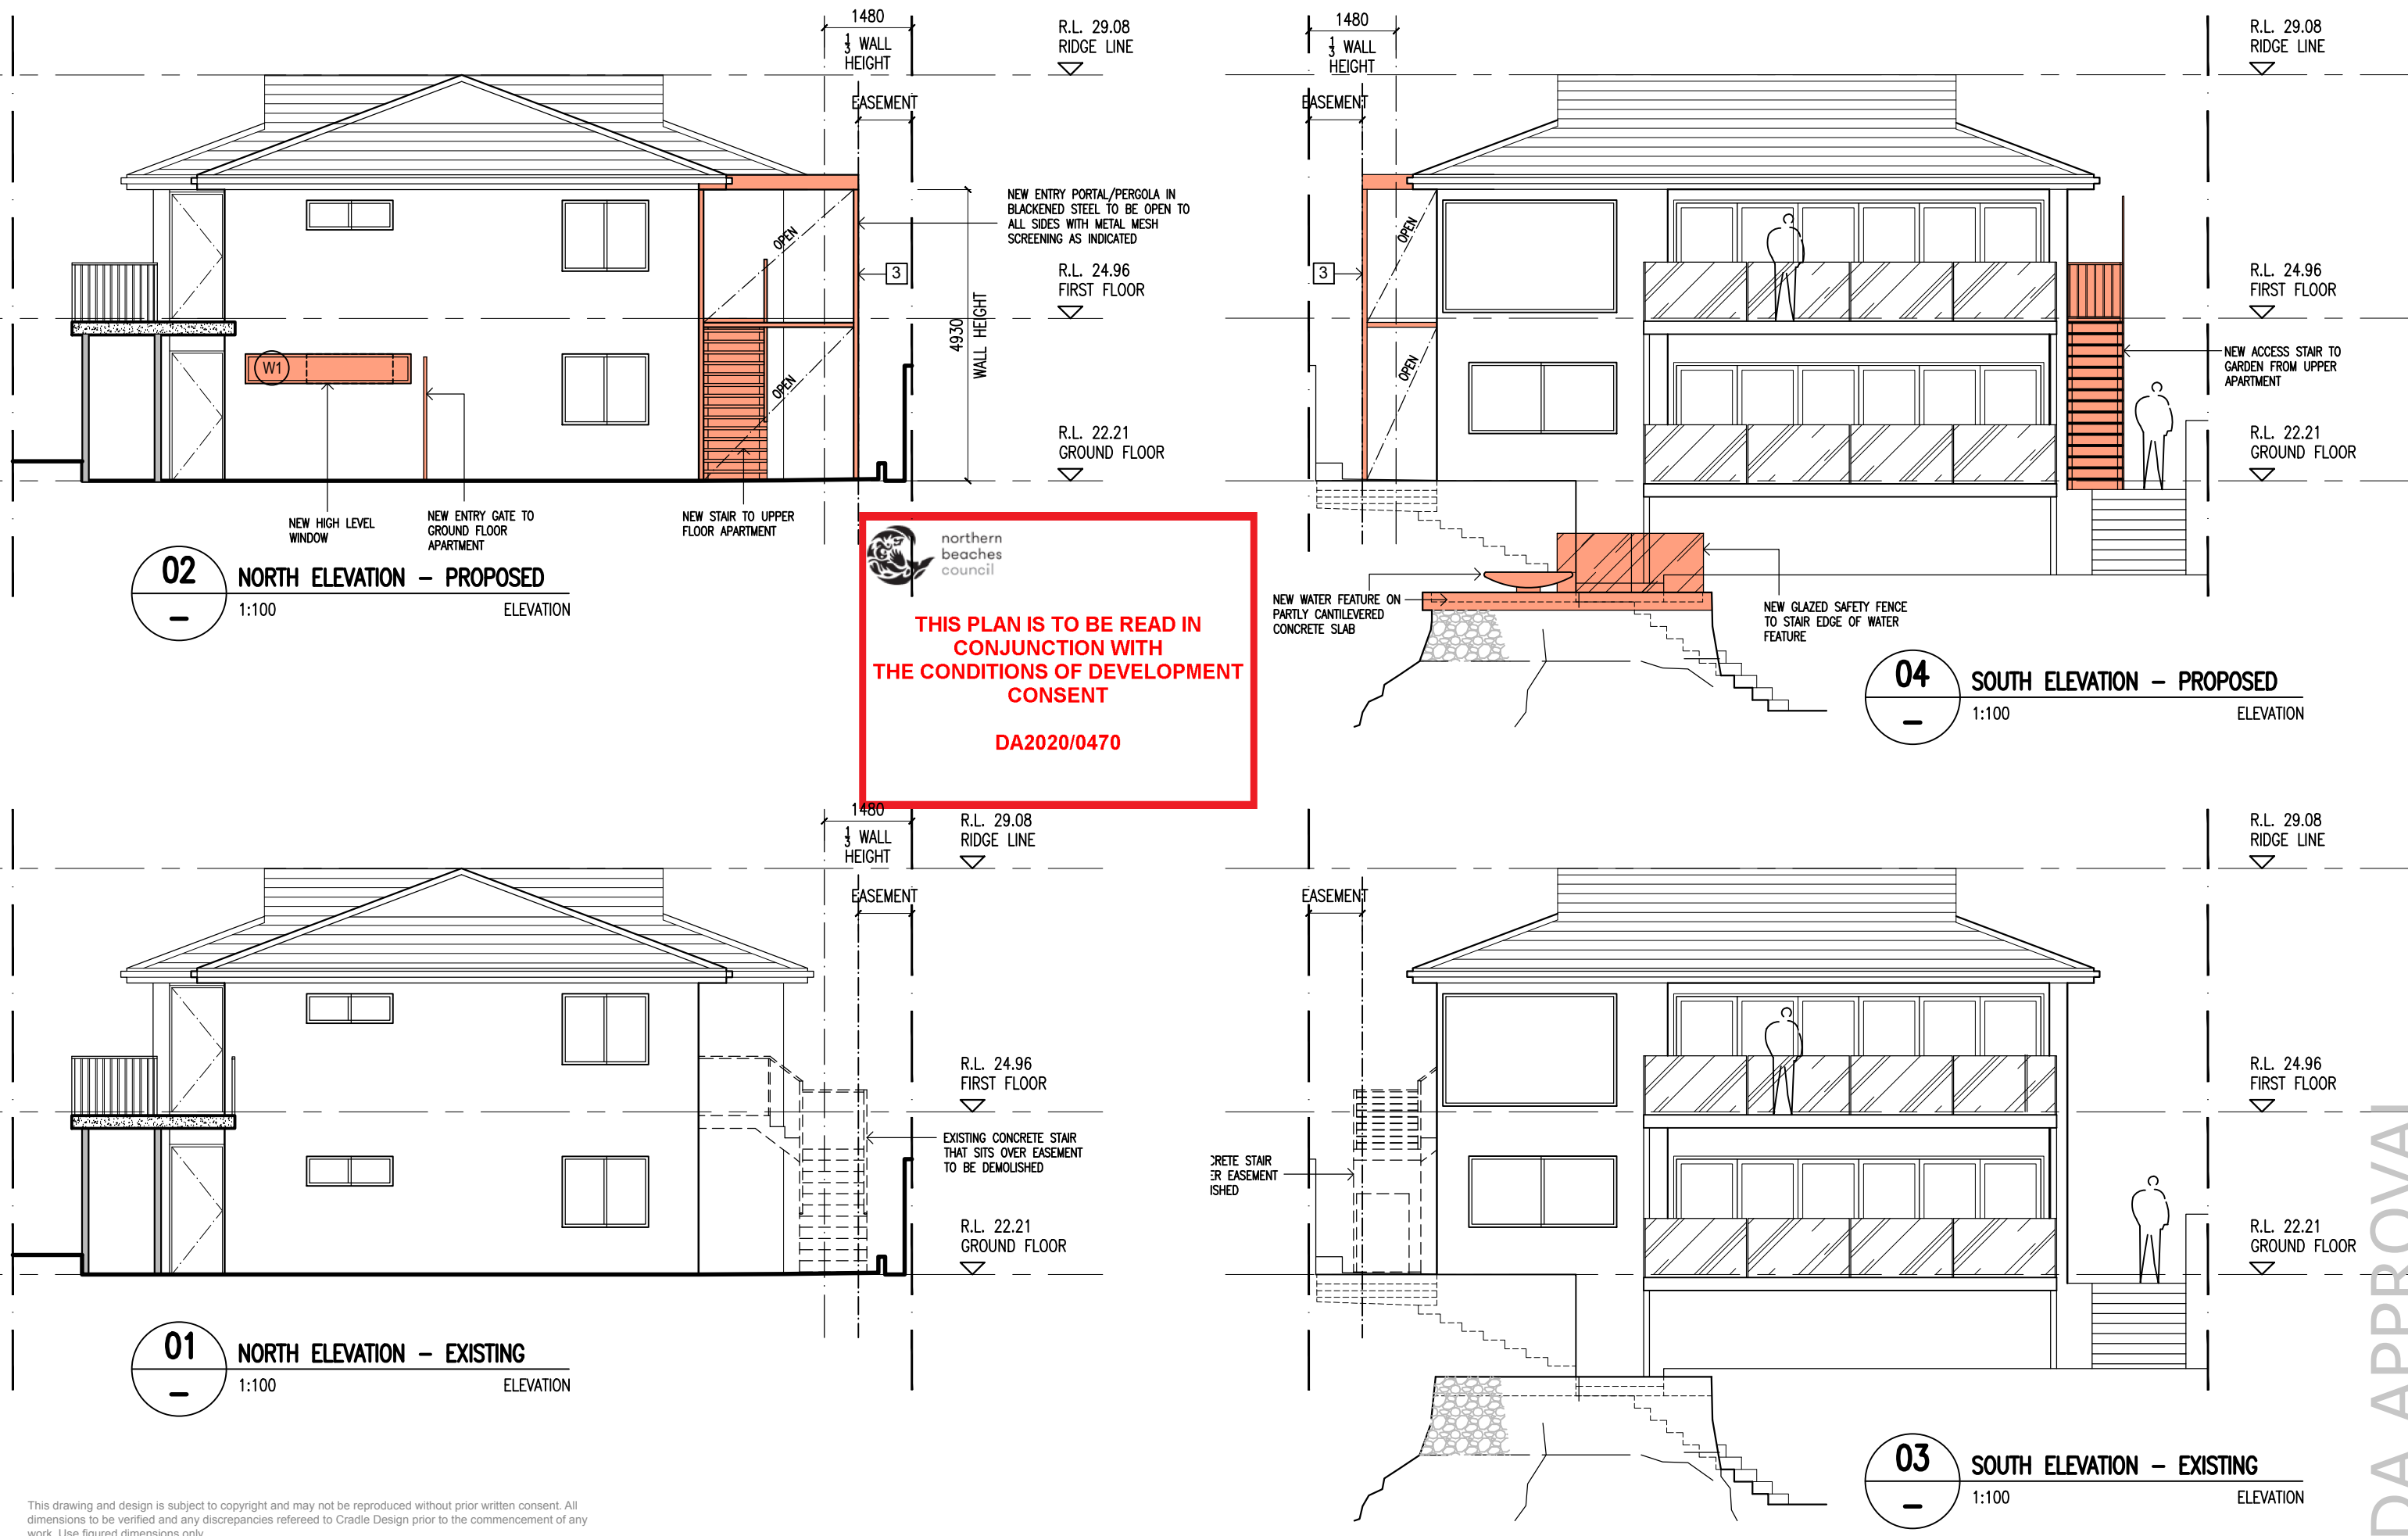 1480
1/3 WALL
HEIGHT
EASEMENT
R.L. 29.08
RIDGE LINE
NEW ENTRY PORTAL/PERGOLA IN
BLACKENED STEEL TO BE OPEN TO
ALL SIDES WITH METAL MESH
SCREENING AS INDICATED
OPEN
3
R.L. 24.96
FIRST FLOOR
4930
WALL HEIGHT
W1
OPEN
R.L. 22.21
GROUND FLOOR
NEW HIGH LEVEL
WINDOW
NEW ENTRY GATE TO
GROUND FLOOR
APARTMENT
NEW STAIR TO UPPER
FLOOR APARTMENT
02
NORTH ELEVATION – PROPOSED
1:100
ELEVATION
1480
1/3 WALL
HEIGHT
EASEMENT
R.L. 29.08
RIDGE LINE
OPEN
3
R.L. 24.96
FIRST FLOOR
OPEN
NEW ACCESS STAIR TO
GARDEN FROM UPPER
APARTMENT
R.L. 22.21
GROUND FLOOR
NEW WATER FEATURE ON
PARTLY CANTILEVERED
CONCRETE SLAB
NEW GLAZED SAFETY FENCE
TO STAIR EDGE OF WATER
FEATURE
04
SOUTH ELEVATION – PROPOSED
1:100
ELEVATION
northern
beaches
council
THIS PLAN IS TO BE READ IN
CONJUNCTION WITH
THE CONDITIONS OF DEVELOPMENT
CONSENT
DA2020/0470
1480
1/3 WALL
HEIGHT
EASEMENT
R.L. 29.08
RIDGE LINE
R.L. 24.96
FIRST FLOOR
EXISTING CONCRETE STAIR
THAT SITS OVER EASEMENT
TO BE DEMOLISHED
R.L. 22.21
GROUND FLOOR
01
NORTH ELEVATION – EXISTING
1:100
ELEVATION
EASEMENT
R.L. 29.08
RIDGE LINE
R.L. 24.96
FIRST FLOOR
CRETE STAIR
ER EASEMENT
ISHED
R.L. 22.21
GROUND FLOOR
03
SOUTH ELEVATION – EXISTING
1:100
ELEVATION
DA APPROVAL
This drawing and design is subject to copyright and may not be reproduced without prior written consent. All
dimensions to be verified and any discrepancies refereed to Cradle Design prior to the commencement of any
work. Use figured dimensions only.